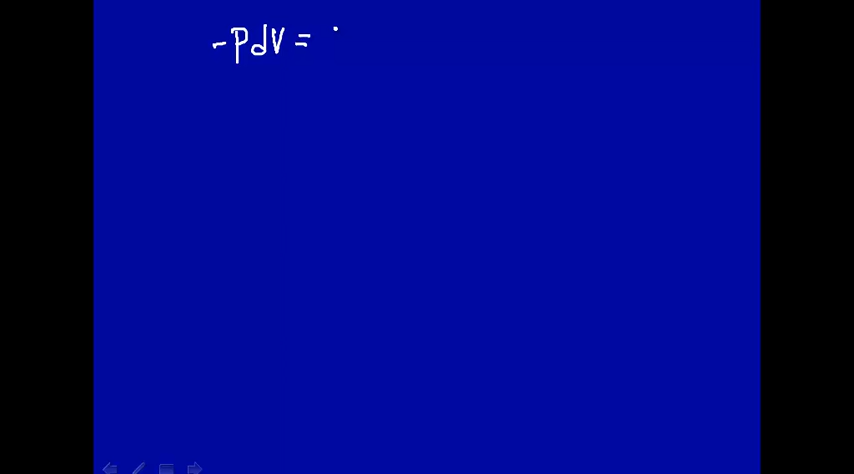 -PdV =